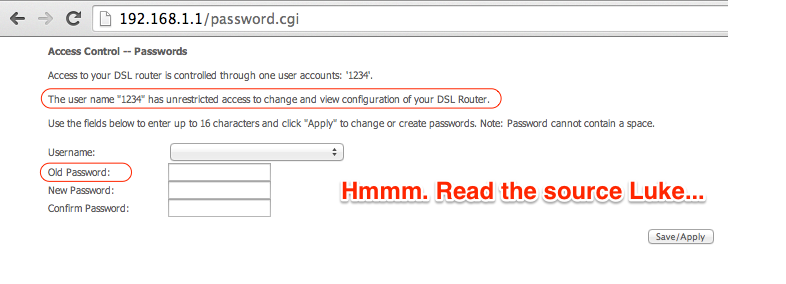 192.168.1.1/password.cgi
Access Control -- Passwords
Access to your DSL router is controlled through one user accounts: '1234'.
The user name "1234" has unrestricted access to change and view configuration of your DSL Router.
Use the fields below to enter up to 16 characters and click "Apply" to change or create passwords. Note: Password cannot contain a space.
Username:
Old Password:
New Password:
Confirm Password:
Hmmm. Read the source Luke...
Save/Apply